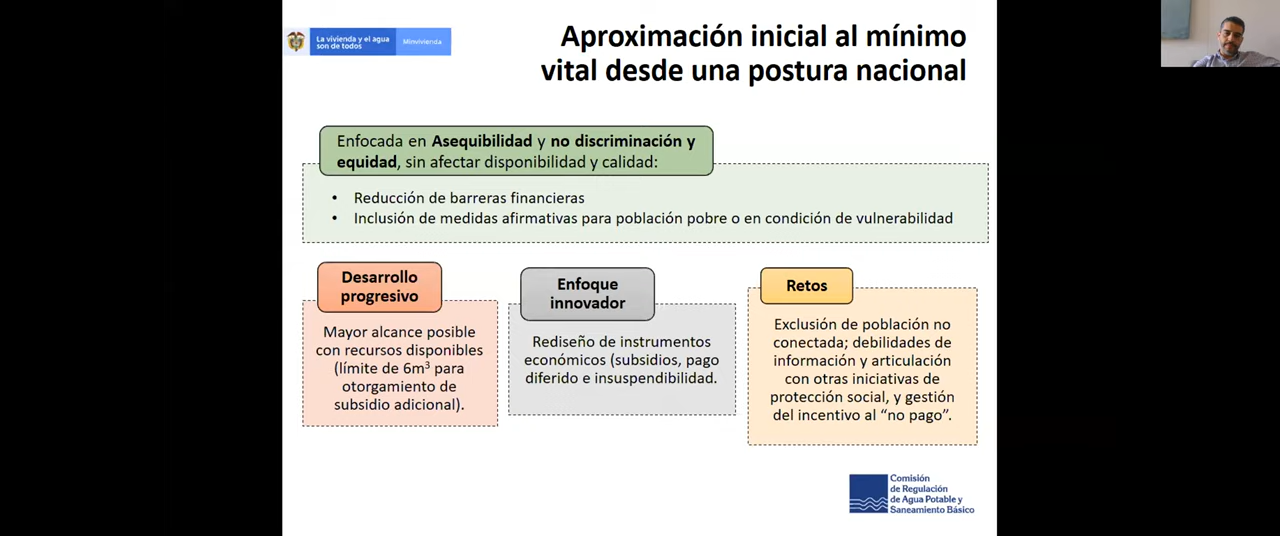 La vivienda y el agua
son de todos
Minvivienda
Aproximación inicial al mínimo
vital desde una postura nacional
Enfocada en Asequibilidad y no discriminación y
equidad, sin afectar disponibilidad y calidad:
• Reducción de barreras financieras
• Inclusión de medidas afirmativas para población pobre o en condición de vulnerabilidad
Desarrollo
progresivo
Mayor alcance posible
con recursos disponibles
(límite de 6m³ para
otorgamiento de
subsidio adicional).
Enfoque
innovador
Rediseño de instrumentos
económicos (subsidios, pago
diferido e insuspendibilidad.
Retos
Exclusión de población no
conectada; debilidades de
información y articulación
con otras iniciativas de
protección social, y gestión
del incentivo al “no pago”.
Comisión
de Regulación
de Agua Potable y
Saneamiento Básico